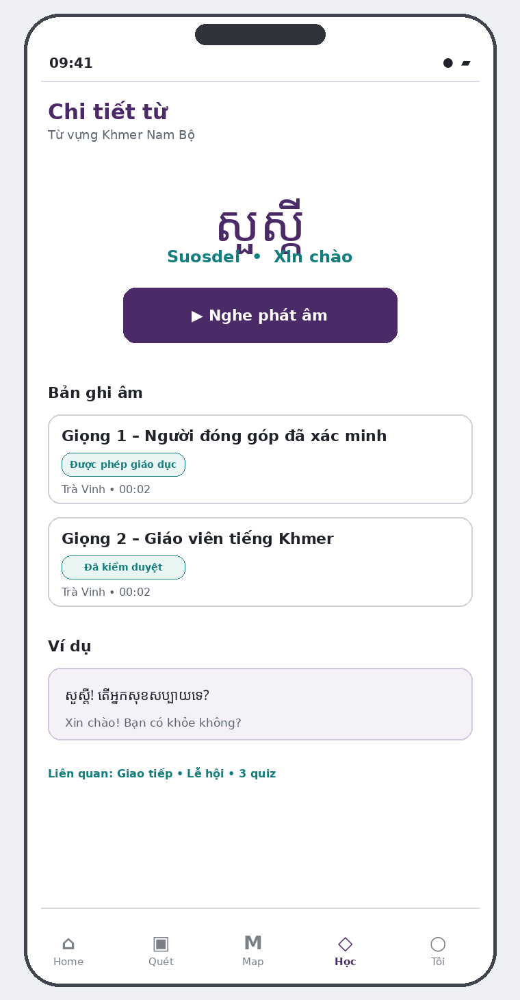 09:41
Chi tiết từ
Từ vựng Khmer Nam Bộ
សួស្តី
Suosdei • Xin chào
▶ Nghe phát âm
Bản ghi âm
Giọng 1 – Người đóng góp đã xác minh
Được phép giáo dục
Trà Vinh • 00:02
Giọng 2 – Giáo viên tiếng Khmer
Đã kiểm duyệt
Trà Vinh • 00:02
Ví dụ
សួស្តី! តើអ្នកសុខសប្បាយទេ?
Xin chào! Bạn có khỏe không?
Liên quan: Giao tiếp • Lễ hội • 3 quiz
M
Home Quét Map Học Tôi